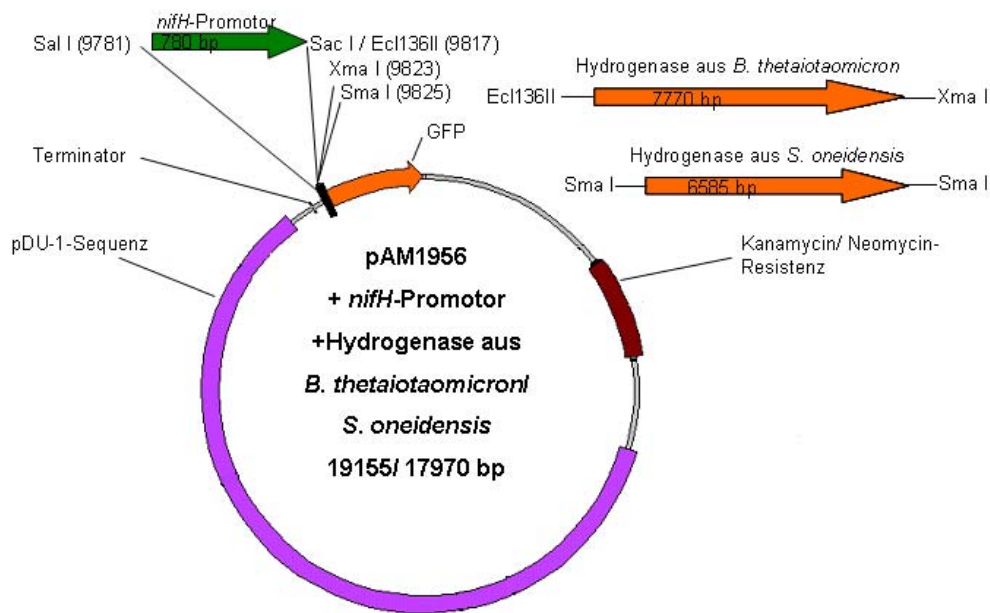 nifH-Promotor
780 bp
Sal I (9781)
Sac I / Ecl136II (9817)
Xma I (9823)
Sma I (9825)
GFP
Terminator
pDU-1-Sequenz
Hydrogenase aus B. thetaiotaomicron
Ecl136II
7770 bp
Xma I
Hydrogenase aus S. oneidensis
Sma I
6585 bp
Sma I
Kanamycin/ Neomycin-
Resistenz
pAM1956
+ nifH-Promotor
+Hydrogenase aus
B. thetaiotaomicronI
S. oneidensis
19155/ 17970 bp